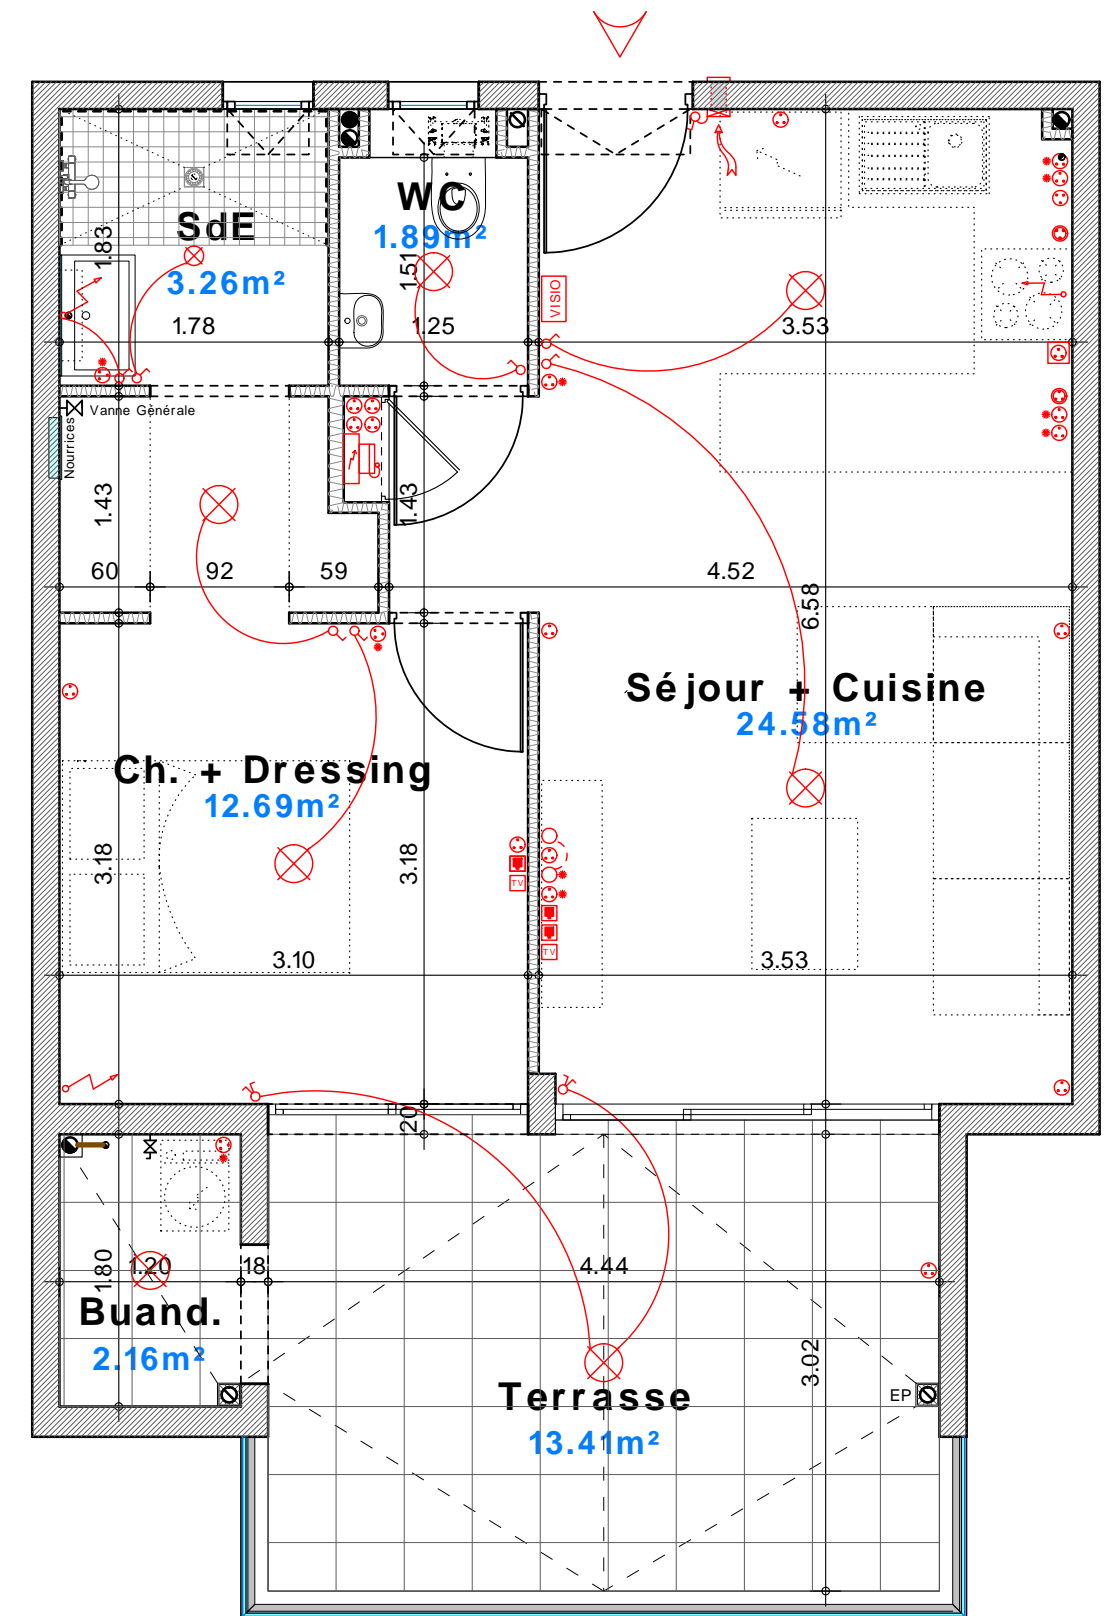 WC
1.89m²
SdE
3.26m²
1.83
1.78
1.51
1.25
VISIO
3.53
Vanne Générale
Nourrices
1.43
1.43
60
92
59
4.52
6.58
Séjour + Cuisine
24.58m²
Ch. + Dressing
12.69m²
3.18
3.18
TV
TV
3.10
3.53
20
1.80
1.20
18
4.44
Buand.
2.16m²
3.02
Terrasse
EP
13.41m²